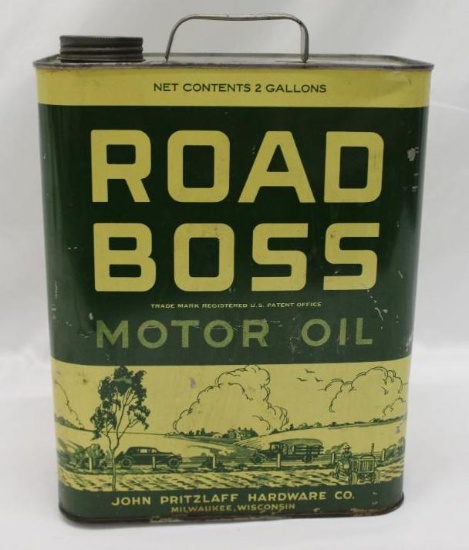 NET CONTENTS 2 GALLONS
ROAD
BOSS
TRADE MARK REGISTERED U.S. PATENT OFFICE
MOTOR OIL
JOHN PRITZLAFF HARDWARE CO.
MILWAUKEE, WISCONSIN